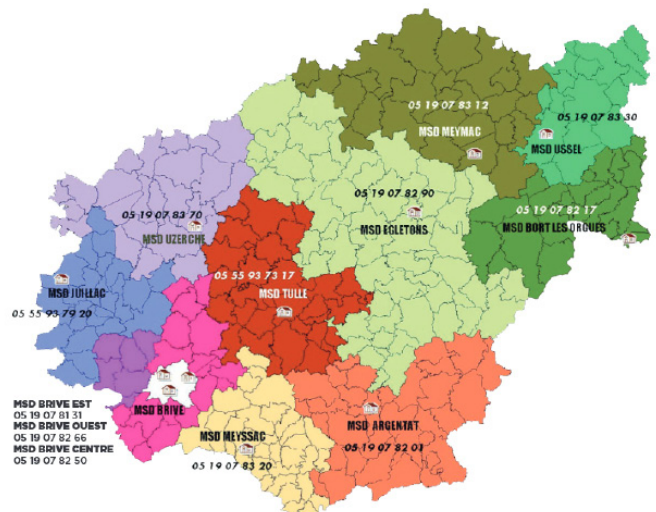 05 19 07 83 12
MSD MEYMAC
05 19 07 83 30
MSD USSEL
05 19 07 82 90
MSD EGLETONS
05 19 07 82 17
MSD BORT LES ORGUES
05 19 07 83 70
MSD UZERCHE
05 55 93 73 17
MSD TULLE
MSD JUILLAC
05 55 93 79 20
MSD BRIVE EST
05 19 07 81 31
MSD BRIVE OUEST
05 19 07 82 66
MSD BRIVE CENTRE
05 19 07 82 50
MSD BRIVE
MSD MEYSSAC
05 19 07 83 20
MSD ARGENTAT
05 19 07 82 01